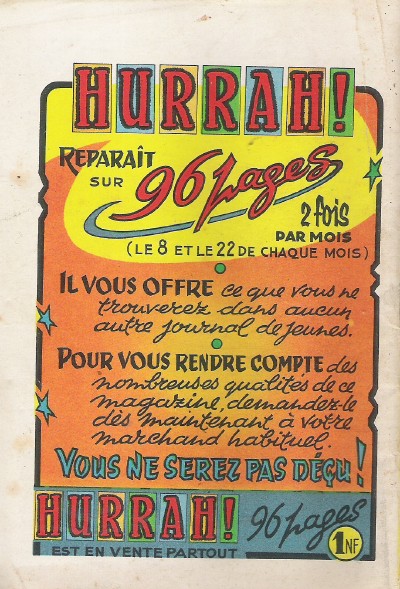 HURRAH!
REPARAÎT
SUR 96 pages
2 fois
PAR MOIS
(LE 8 ET LE 22 DE CHAQUE MOIS)
IL VOUS OFFRE ce que vous ne
trouverez dans aucun
autre journal de jeunes.
POUR VOUS RENDRE COMPTE des
nombreuses qualités de ce
magazine, demandez-le
dès maintenant à votre
marchand habituel.
VOUS NE SEREZ PAS DÉÇU!
HURRAH! 96 pages
EST EN VENTE PARTOUT 1NF